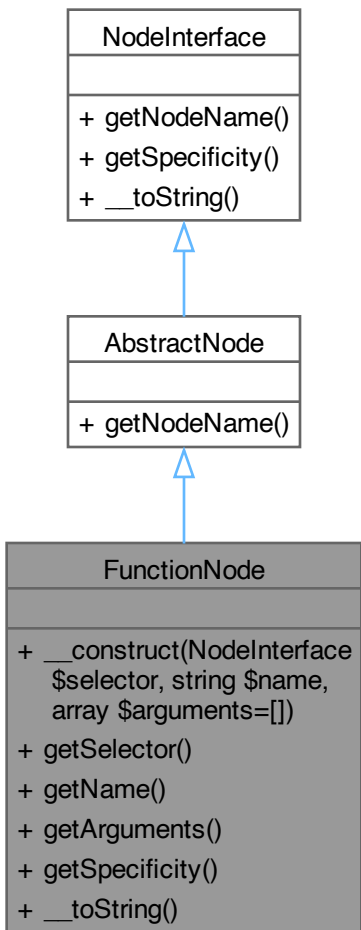 NodeInterface
+ getNodeName()
+ getSpecificity()
+ __toString()
AbstractNode
+ getNodeName()
FunctionNode
+ __construct(NodeInterface
$selector, string $name,
array $arguments=[])
+ getSelector()
+ getName()
+ getArguments()
+ getSpecificity()
+ __toString()